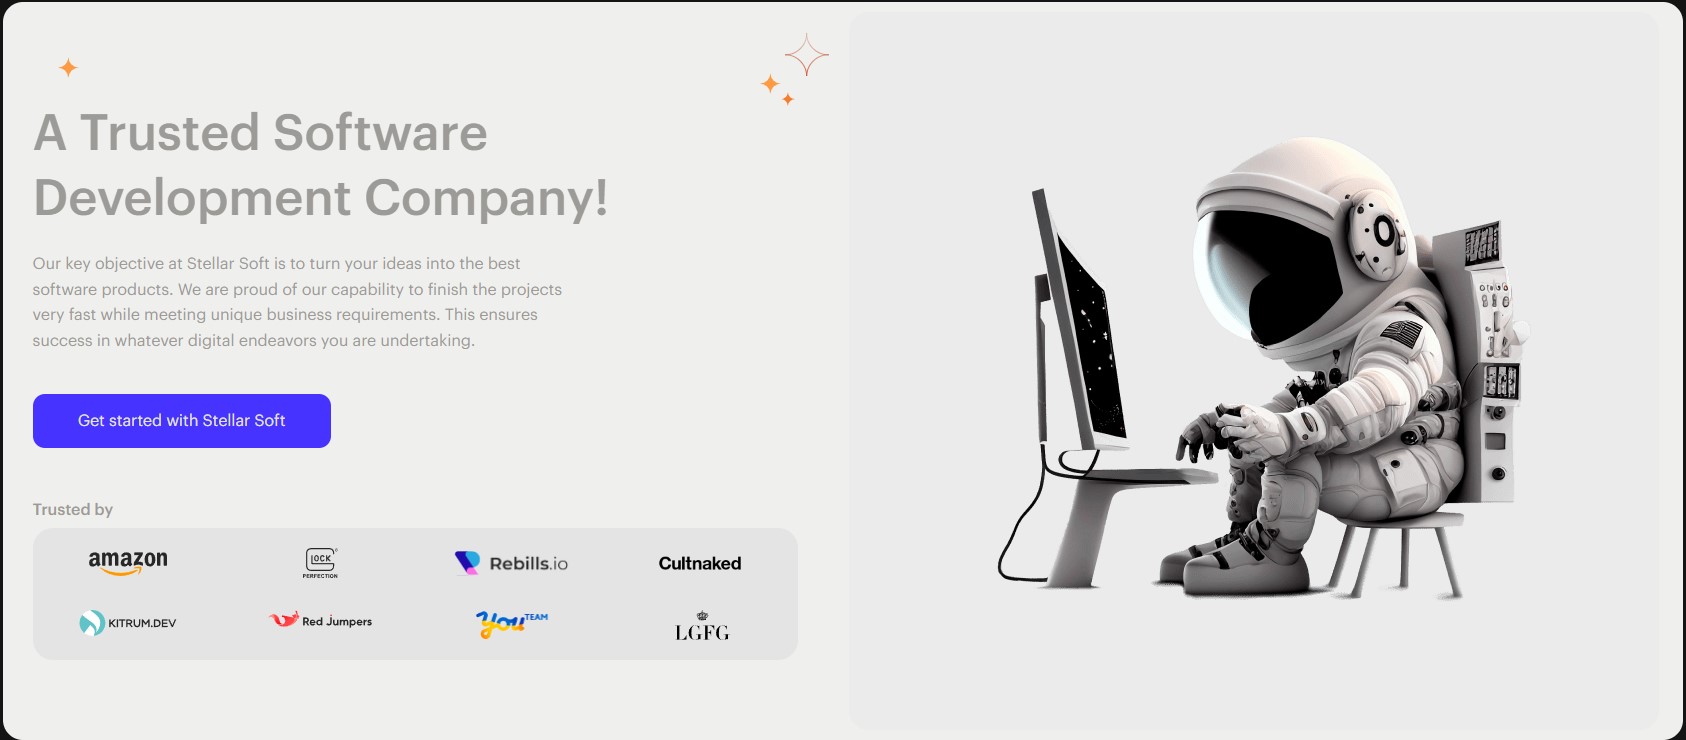 A Trusted Software
Development Company!
Our key objective at Stellar Soft is to turn your ideas into the best
software products. We are proud of our capability to finish the projects
very fast while meeting unique business requirements. This ensures
success in whatever digital endeavors you are undertaking.
Get started with Stellar Soft
Trusted by
amazon
GLOCK
PERFECTION
Rebills.io
Cultnaked
KITRUM.DEV
Red Jumpers
you TEAM
LGFG